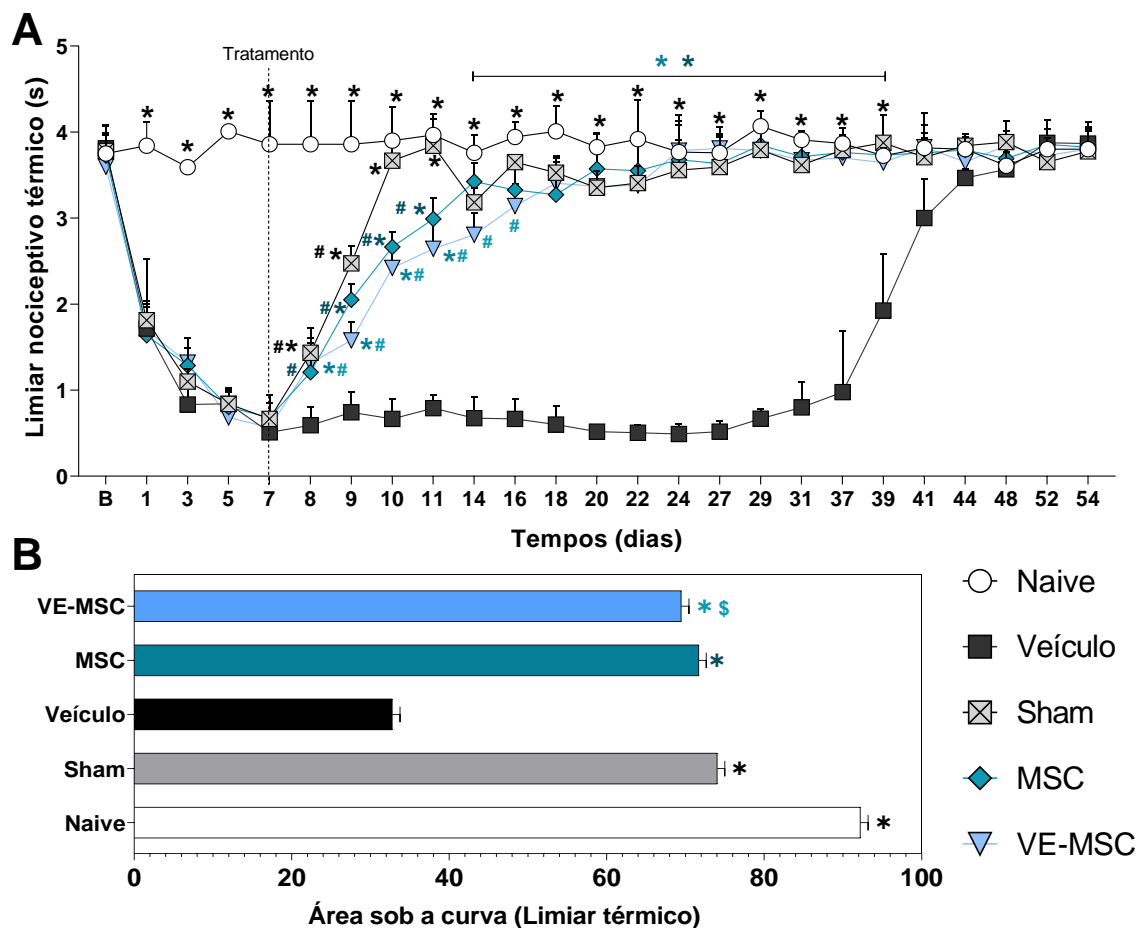 A
Tratamento
Limiar nociceptivo térmico (s)
5
4
3
2
1
0
* * * * * * * * * * * * * * * * * * * *
* *
* *
# *
# * # * # #
# * * #
* #
# *
# * * #
# * #
B 1 3 5 7 8 9 10 11 14 16 18 20 22 24 27 29 31 37 39 41 44 48 52 54
Tempos (dias)
B
VE-MSC * $
MSC *
Veículo
Sham *
Naive *
0 20 40 60 80 100
Área sob a curva (Limiar térmico)
Naive
Veículo
Sham
MSC
VE-MSC